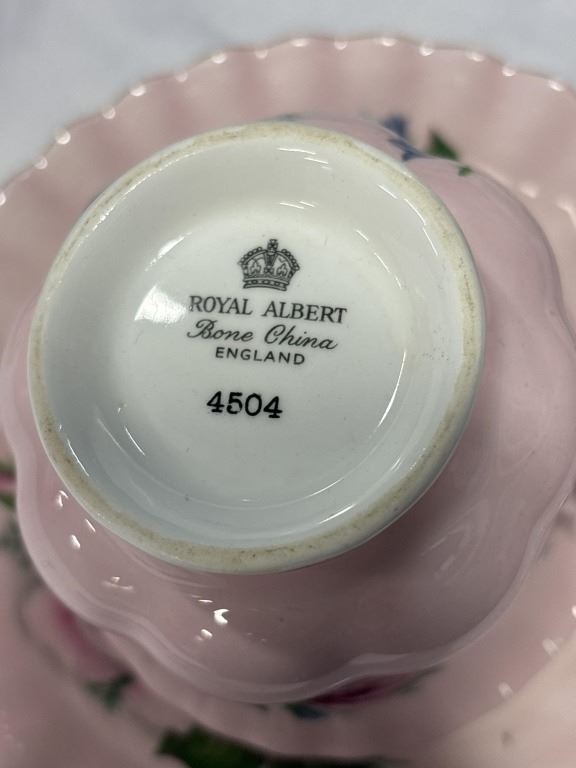 ROYAL ALBERT
Bone China
ENGLAND
4504